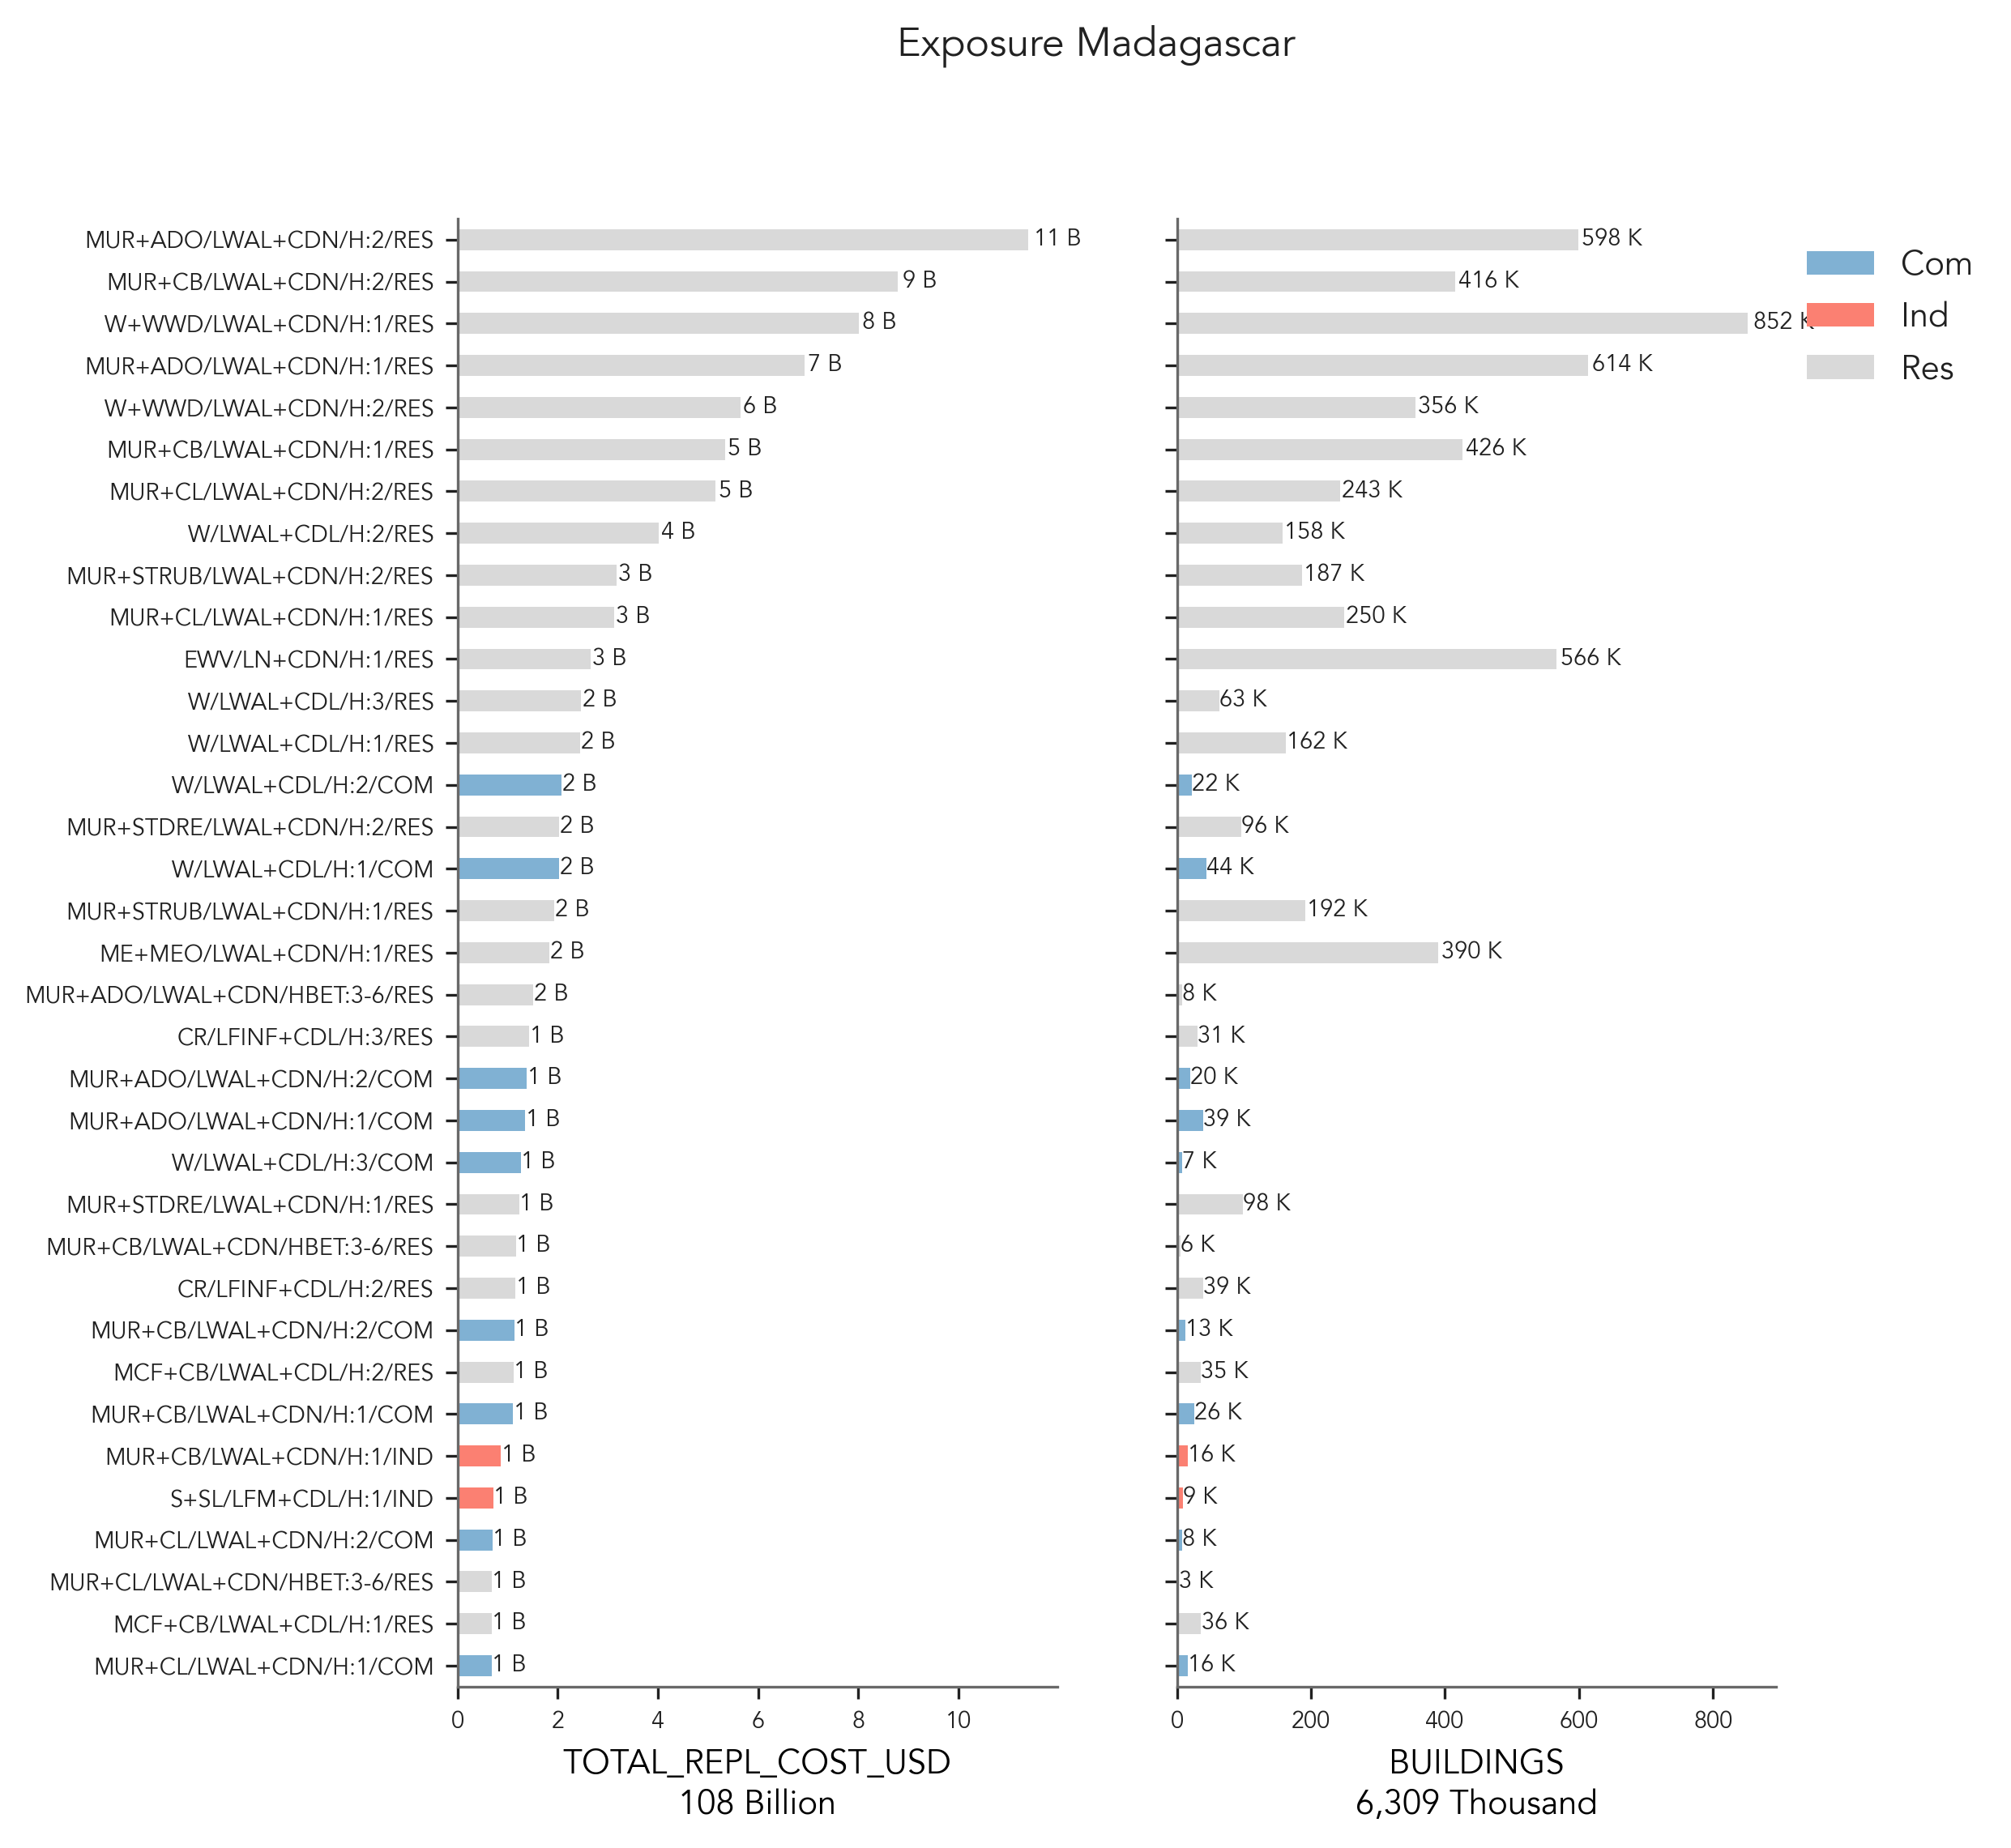 Exposure Madagascar
MUR+ADO/LWAL+CDN/H:2/RES 11 B 598 K
MUR+CB/LWAL+CDN/H:2/RES 9 B 416 K
W+WWD/LWAL+CDN/H:1/RES 8 B 852 K
MUR+ADO/LWAL+CDN/H:1/RES 7 B 614 K
W+WWD/LWAL+CDN/H:2/RES 6 B 356 K
MUR+CB/LWAL+CDN/H:1/RES 5 B 426 K
MUR+CL/LWAL+CDN/H:2/RES 5 B 243 K
W/LWAL+CDL/H:2/RES 4 B 158 K
MUR+STRUB/LWAL+CDN/H:2/RES 3 B 187 K
MUR+CL/LWAL+CDN/H:1/RES 3 B 250 K
EWV/LN+CDN/H:1/RES 3 B 566 K
W/LWAL+CDL/H:3/RES 2 B 63 K
W/LWAL+CDL/H:1/RES 2 B 162 K
W/LWAL+CDL/H:2/COM 2 B 22 K
MUR+STDRE/LWAL+CDN/H:2/RES 2 B 96 K
W/LWAL+CDL/H:1/COM 2 B 44 K
MUR+STRUB/LWAL+CDN/H:1/RES 2 B 192 K
ME+MEO/LWAL+CDN/H:1/RES 2 B 390 K
MUR+ADO/LWAL+CDN/HBET:3-6/RES 2 B 8 K
CR/LFINF+CDL/H:3/RES 1 B 31 K
MUR+ADO/LWAL+CDN/H:2/COM 1 B 20 K
MUR+ADO/LWAL+CDN/H:1/COM 1 B 39 K
W/LWAL+CDL/H:3/COM 1 B 7 K
MUR+STDRE/LWAL+CDN/H:1/RES 1 B 98 K
MUR+CB/LWAL+CDN/HBET:3-6/RES 1 B 6 K
CR/LFINF+CDL/H:2/RES 1 B 39 K
MUR+CB/LWAL+CDN/H:2/COM 1 B 13 K
MCF+CB/LWAL+CDL/H:2/RES 1 B 35 K
MUR+CB/LWAL+CDN/H:1/COM 1 B 26 K
MUR+CB/LWAL+CDN/H:1/IND 1 B 16 K
S+SL/LFM+CDL/H:1/IND 1 B 9 K
MUR+CL/LWAL+CDN/H:2/COM 1 B 8 K
MUR+CL/LWAL+CDN/HBET:3-6/RES 1 B 3 K
MCF+CB/LWAL+CDL/H:1/RES 1 B 36 K
MUR+CL/LWAL+CDN/H:1/COM 1 B 16 K
0 2 4 6 8 10
TOTAL_REPL_COST_USD
108 Billion
0 200 400 600 800
BUILDINGS
6,309 Thousand
Com
Ind
Res